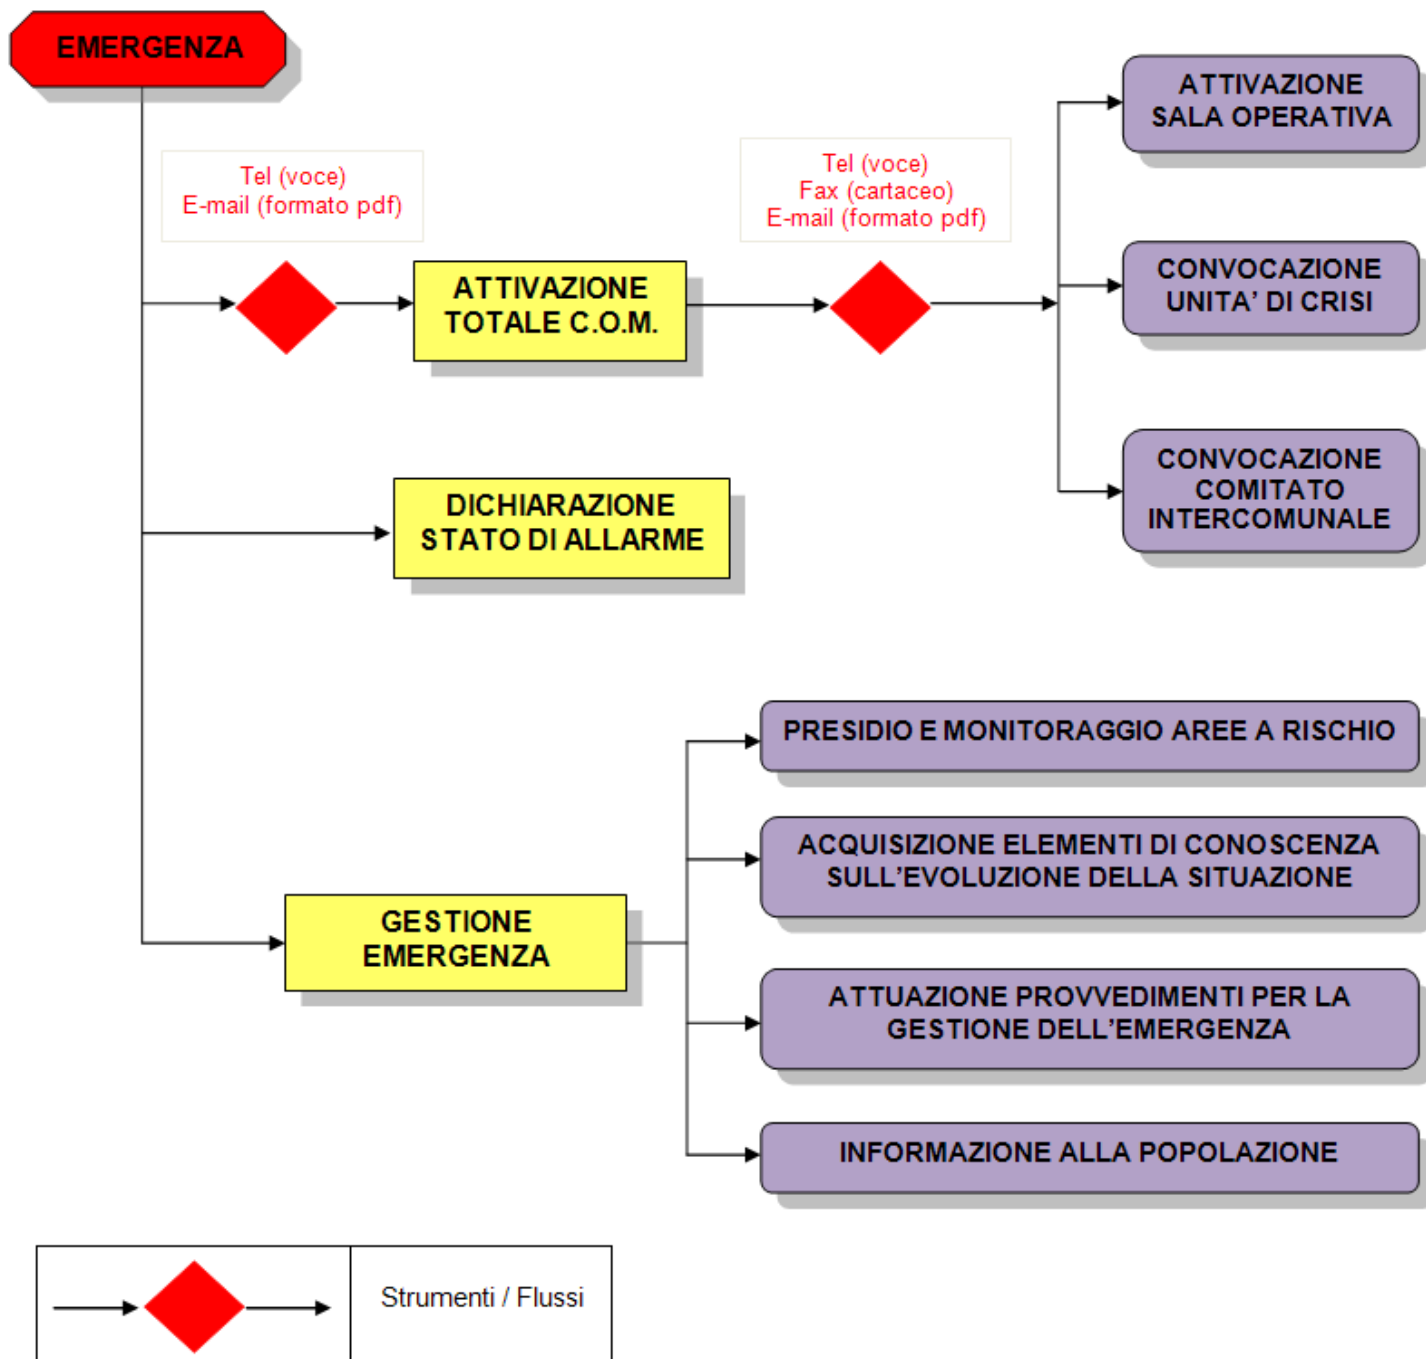 EMERGENZA
ATTIVAZIONE
SALA OPERATIVA
Tel (voce)
E-mail (formato pdf)
Tel (voce)
Fax (cartaceo)
E-mail (formato pdf)
ATTIVAZIONE
TOTALE C.O.M.
CONVOCAZIONE
UNITA’ DI CRISI
CONVOCAZIONE
COMITATO
INTERCOMUNALE
DICHIARAZIONE
STATO DI ALLARME
PRESIDIO E MONITORAGGIO AREE A RISCHIO
ACQUISIZIONE ELEMENTI DI CONOSCENZA
SULL’EVOLUZIONE DELLA SITUAZIONE
GESTIONE
EMERGENZA
ATTUAZIONE PROVVEDIMENTI PER LA
GESTIONE DELL’EMERGENZA
INFORMAZIONE ALLA POPOLAZIONE
Strumenti / Flussi